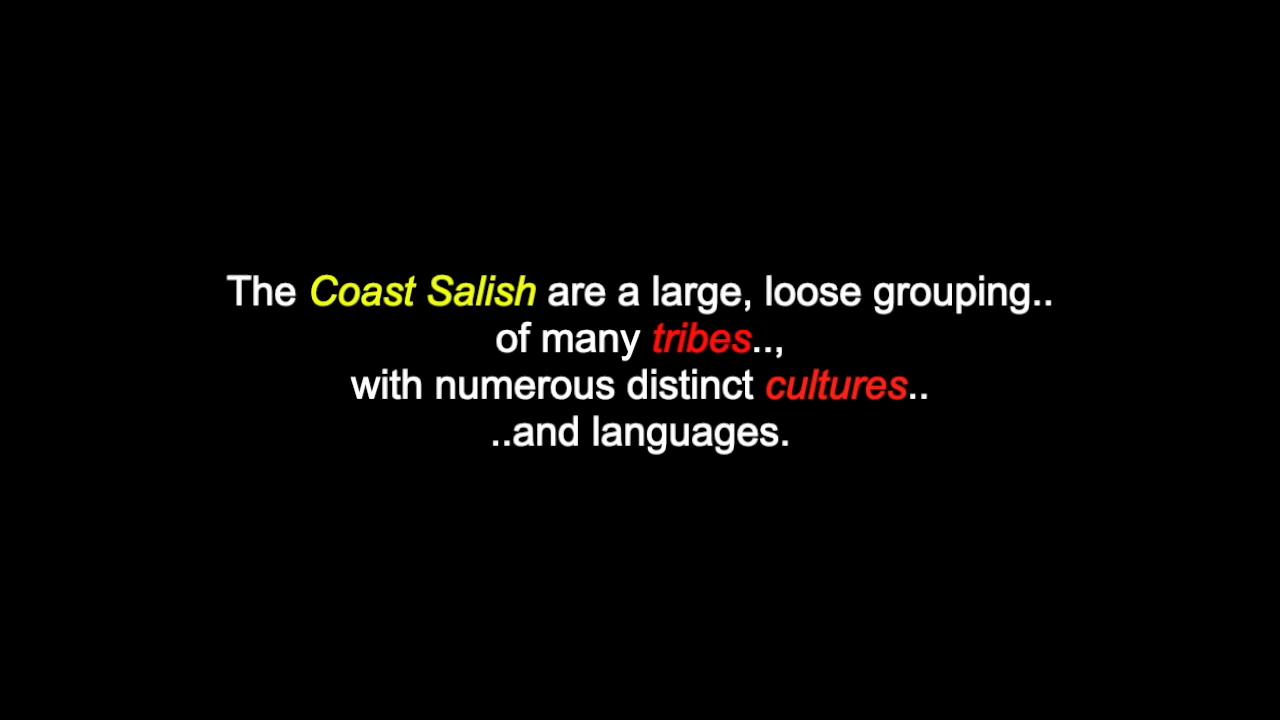 The Coast Salish are a large, loose grouping..
of many tribes..,
with numerous distinct cultures..
..and languages.